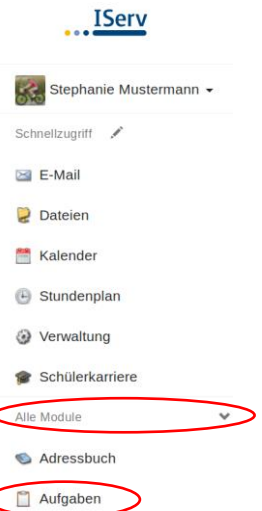 IServ
Stephanie Mustermann
Schnellzugriff
E-Mail
Dateien
Kalender
Stundenplan
Verwaltung
Schülerkarriere
Alle Module
Adressbuch
Aufgaben